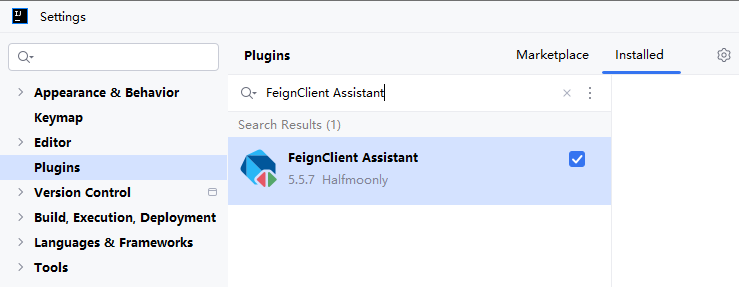 Settings
Plugins
Marketplace
Installed
Appearance & Behavior
Keymap
Editor
Plugins
Version Control
Build, Execution, Deployment
Languages & Frameworks
Tools
FeignClient Assistant
Search Results (1)
FeignClient Assistant
5.5.7 Halfmoonly